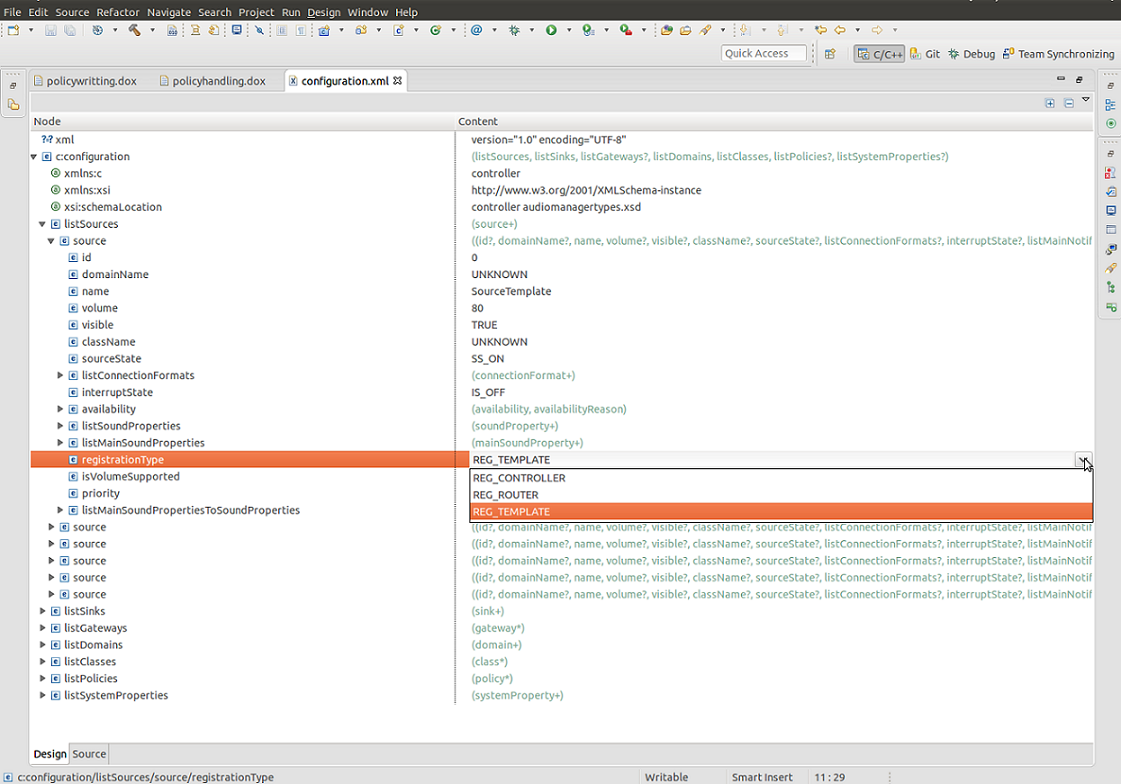 File Edit Source Refactor Navigate Search Project Run Design Window Help
Quick Access C/C++ Git Debug Team Synchronizing
policywritting.dox policyhandling.dox configuration.xml
Node Content
?-? xml version="1.0" encoding="UTF-8"
c:configuration (listSources, listSinks, listGateways?, listDomains, listClasses, listPolicies?, listSystemProperties?)
xmlns:c controller
xmlns:xsi http://www.w3.org/2001/XMLSchema-instance
xsi:schemaLocation controller audiomanagertypes.xsd
listSources (source+)
source ((id?, domainName?, name, volume?, visible?, className?, sourceState?, listConnectionFormats?, interruptState?, listMainNotif
id 0
domainName UNKNOWN
name SourceTemplate
volume 80
visible TRUE
className UNKNOWN
sourceState SS_ON
listConnectionFormats (connectionFormat+)
interruptState IS_OFF
availability (availability, availabilityReason)
listSoundProperties (soundProperty+)
listMainSoundProperties (mainSoundProperty+)
registrationType REG_TEMPLATE
isVolumeSupported REG_CONTROLLER
priority REG_ROUTER
listMainSoundPropertiesToSoundProperties REG_TEMPLATE
source ((id?, domainName?, name, volume?, visible?, className?, sourceState?, listConnectionFormats?, interruptState?, listMainNotif
source ((id?, domainName?, name, volume?, visible?, className?, sourceState?, listConnectionFormats?, interruptState?, listMainNotif
source ((id?, domainName?, name, volume?, visible?, className?, sourceState?, listConnectionFormats?, interruptState?, listMainNotif
source ((id?, domainName?, name, volume?, visible?, className?, sourceState?, listConnectionFormats?, interruptState?, listMainNotif
source ((id?, domainName?, name, volume?, visible?, className?, sourceState?, listConnectionFormats?, interruptState?, listMainNotif
listSinks (sink+)
listGateways (gateway*)
listDomains (domain+)
listClasses (class*)
listPolicies (policy*)
listSystemProperties (systemProperty+)
Design Source
c:configuration/listSources/source/registrationType Writable Smart Insert 11 : 29